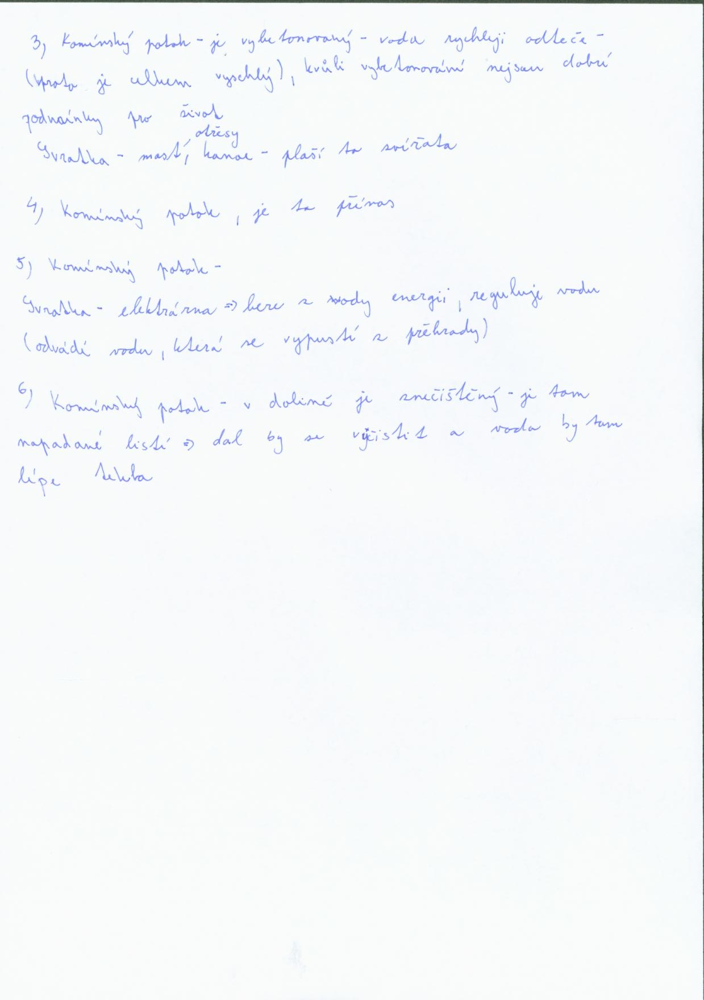 3) Komínský potok - je vybetonovaný - voda rychleji odteče -
(proto je celkem vyschlý), kvůli vybetonování nejsou dobré
podmínky pro život
otřesy
Svratka - mosty, kanoe - plaší to zvířata
4) Komínský potok, je to přínos
5) Komínský potok -
Svratka - elektrárna => bere z vody energii, reguluje vodu
(odvádí vodu, která se vypustí z přehrady)
6) Komínský potok - v dolině je znečištěný - je tam
napadané listí => dal by se vyčistit a voda by tam
lépe tekla